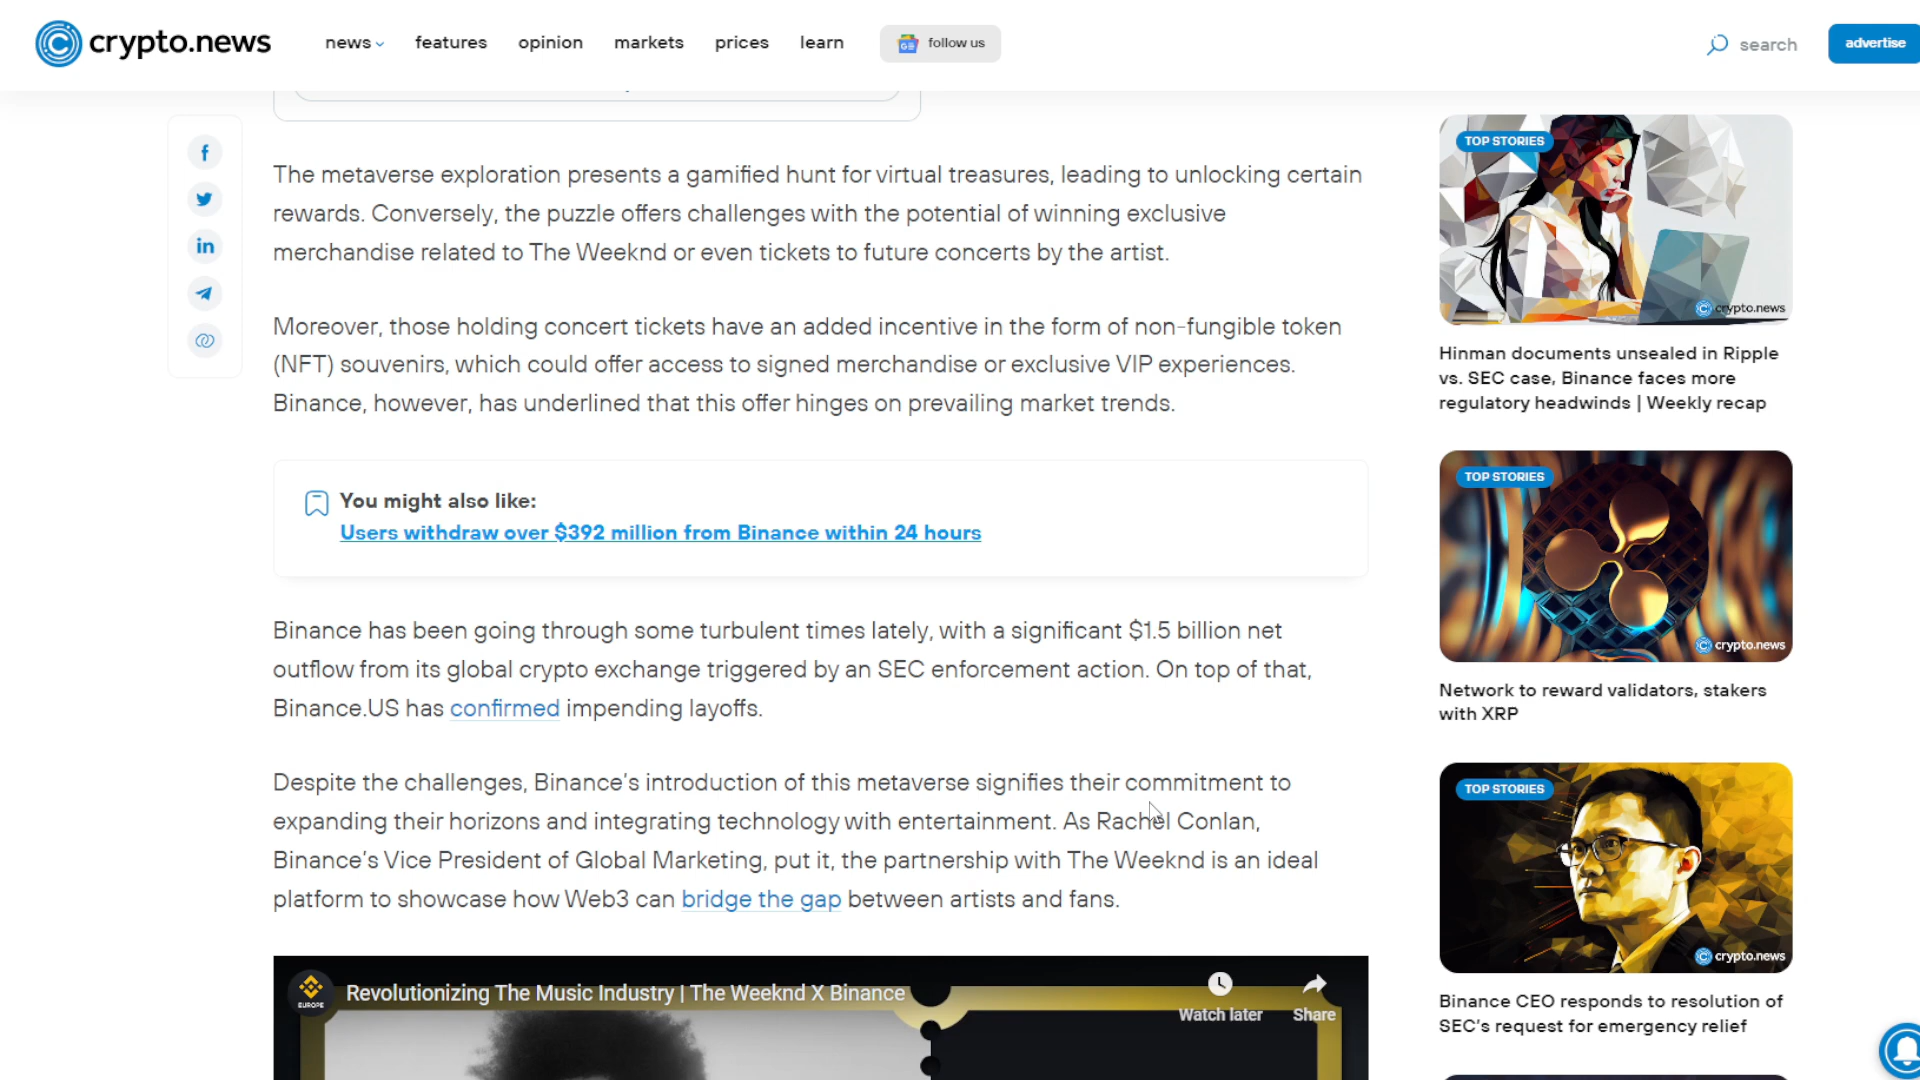 crypto.news
news
features
opinion
markets
prices
learn
follow us
search
advertise
The metaverse exploration presents a gamified hunt for virtual treasures, leading to unlocking certain
rewards. Conversely, the puzzle offers challenges with the potential of winning exclusive
merchandise related to The Weeknd or even tickets to future concerts by the artist.
Moreover, those holding concert tickets have an added incentive in the form of non-fungible token
(NFT) souvenirs, which could offer access to signed merchandise or exclusive VIP experiences.
Binance, however, has underlined that this offer hinges on prevailing market trends.
You might also like:
Users withdraw over $392 million from Binance within 24 hours
Binance has been going through some turbulent times lately, with a significant $1.5 billion net
outflow from its global crypto exchange triggered by an SEC enforcement action. On top of that,
Binance.US has confirmed impending layoffs.
Despite the challenges, Binance's introduction of this metaverse signifies their commitment to
expanding their horizons and integrating technology with entertainment. As Rachel Conlan,
Binance's Vice President of Global Marketing, put it, the partnership with The Weeknd is an ideal
platform to showcase how Web3 can bridge the gap between artists and fans.
EUROPE
Revolutionizing The Music Industry | The Weeknd X Binance
Watch later
Share
TOP STORIES
crypto.news
Hinman documents unsealed in Ripple
vs. SEC case, Binance faces more
regulatory headwinds | Weekly recap
TOP STORIES
crypto.news
Network to reward validators, stakers
with XRP
TOP STORIES
crypto.news
Binance CEO responds to resolution of
SEC's request for emergency relief